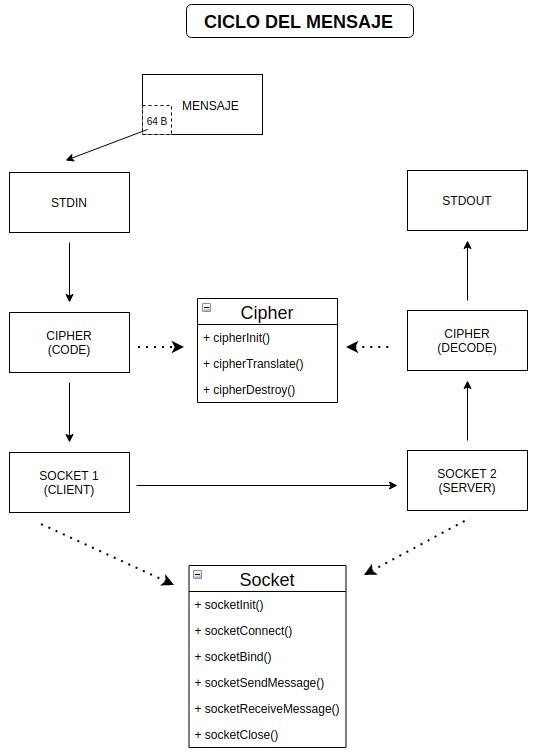 CICLO DEL MENSAJE
MENSAJE
64 B
STDIN
STDOUT
CIPHER
(CODE)
Cipher
+ cipherInit()
+ cipherTranslate()
+ cipherDestroy()
CIPHER
(DECODE)
SOCKET 1
(CLIENT)
SOCKET 2
(SERVER)
Socket
+ socketInit()
+ socketConnect()
+ socketBind()
+ socketSendMessage()
+ socketReceiveMessage()
+ socketClose()